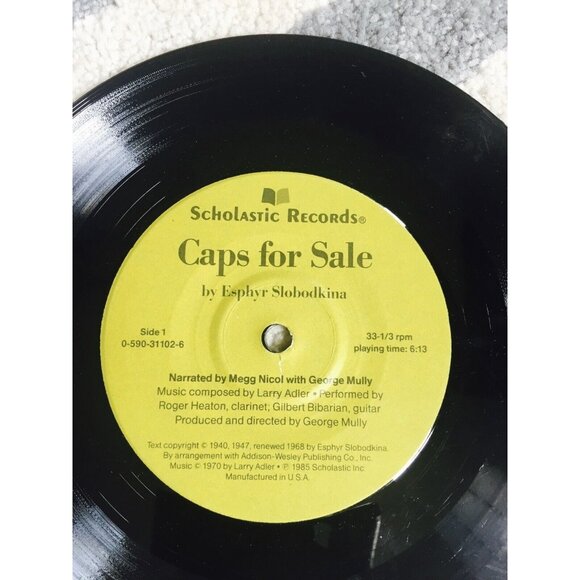 Scholastic Records®
Caps for Sale
by Esphyr Slobodkina
Side 1
0-590-31102-6
33-1/3 rpm
playing time: 6:13
Narrated by Megg Nicol with George Mully
Music composed by Larry Adler • Performed by
Roger Heaton, clarinet; Gilbert Bibarian, guitar
Produced and directed by George Mully
Text copyright © 1940, 1947, renewed 1968 by Esphyr Slobodkina.
By arrangement with Addison-Wesley Publishing Co., Inc.
Music © 1970 by Larry Adler • ℗ 1985 Scholastic Inc.
Manufactured in U.S.A.